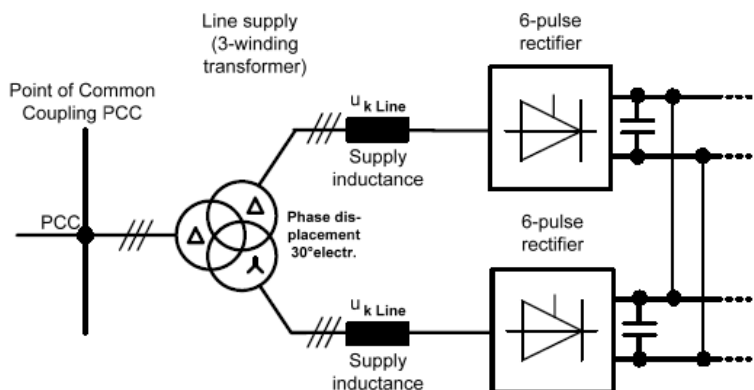 Line supply
(3-winding
transformer)
6-pulse
rectifier
Point of Common
Coupling PCC
u k Line
Supply
inductance
PCC
Δ
Δ
Phase dis-
placement
30°electr.
6-pulse
rectifier
u k Line
Supply
inductance